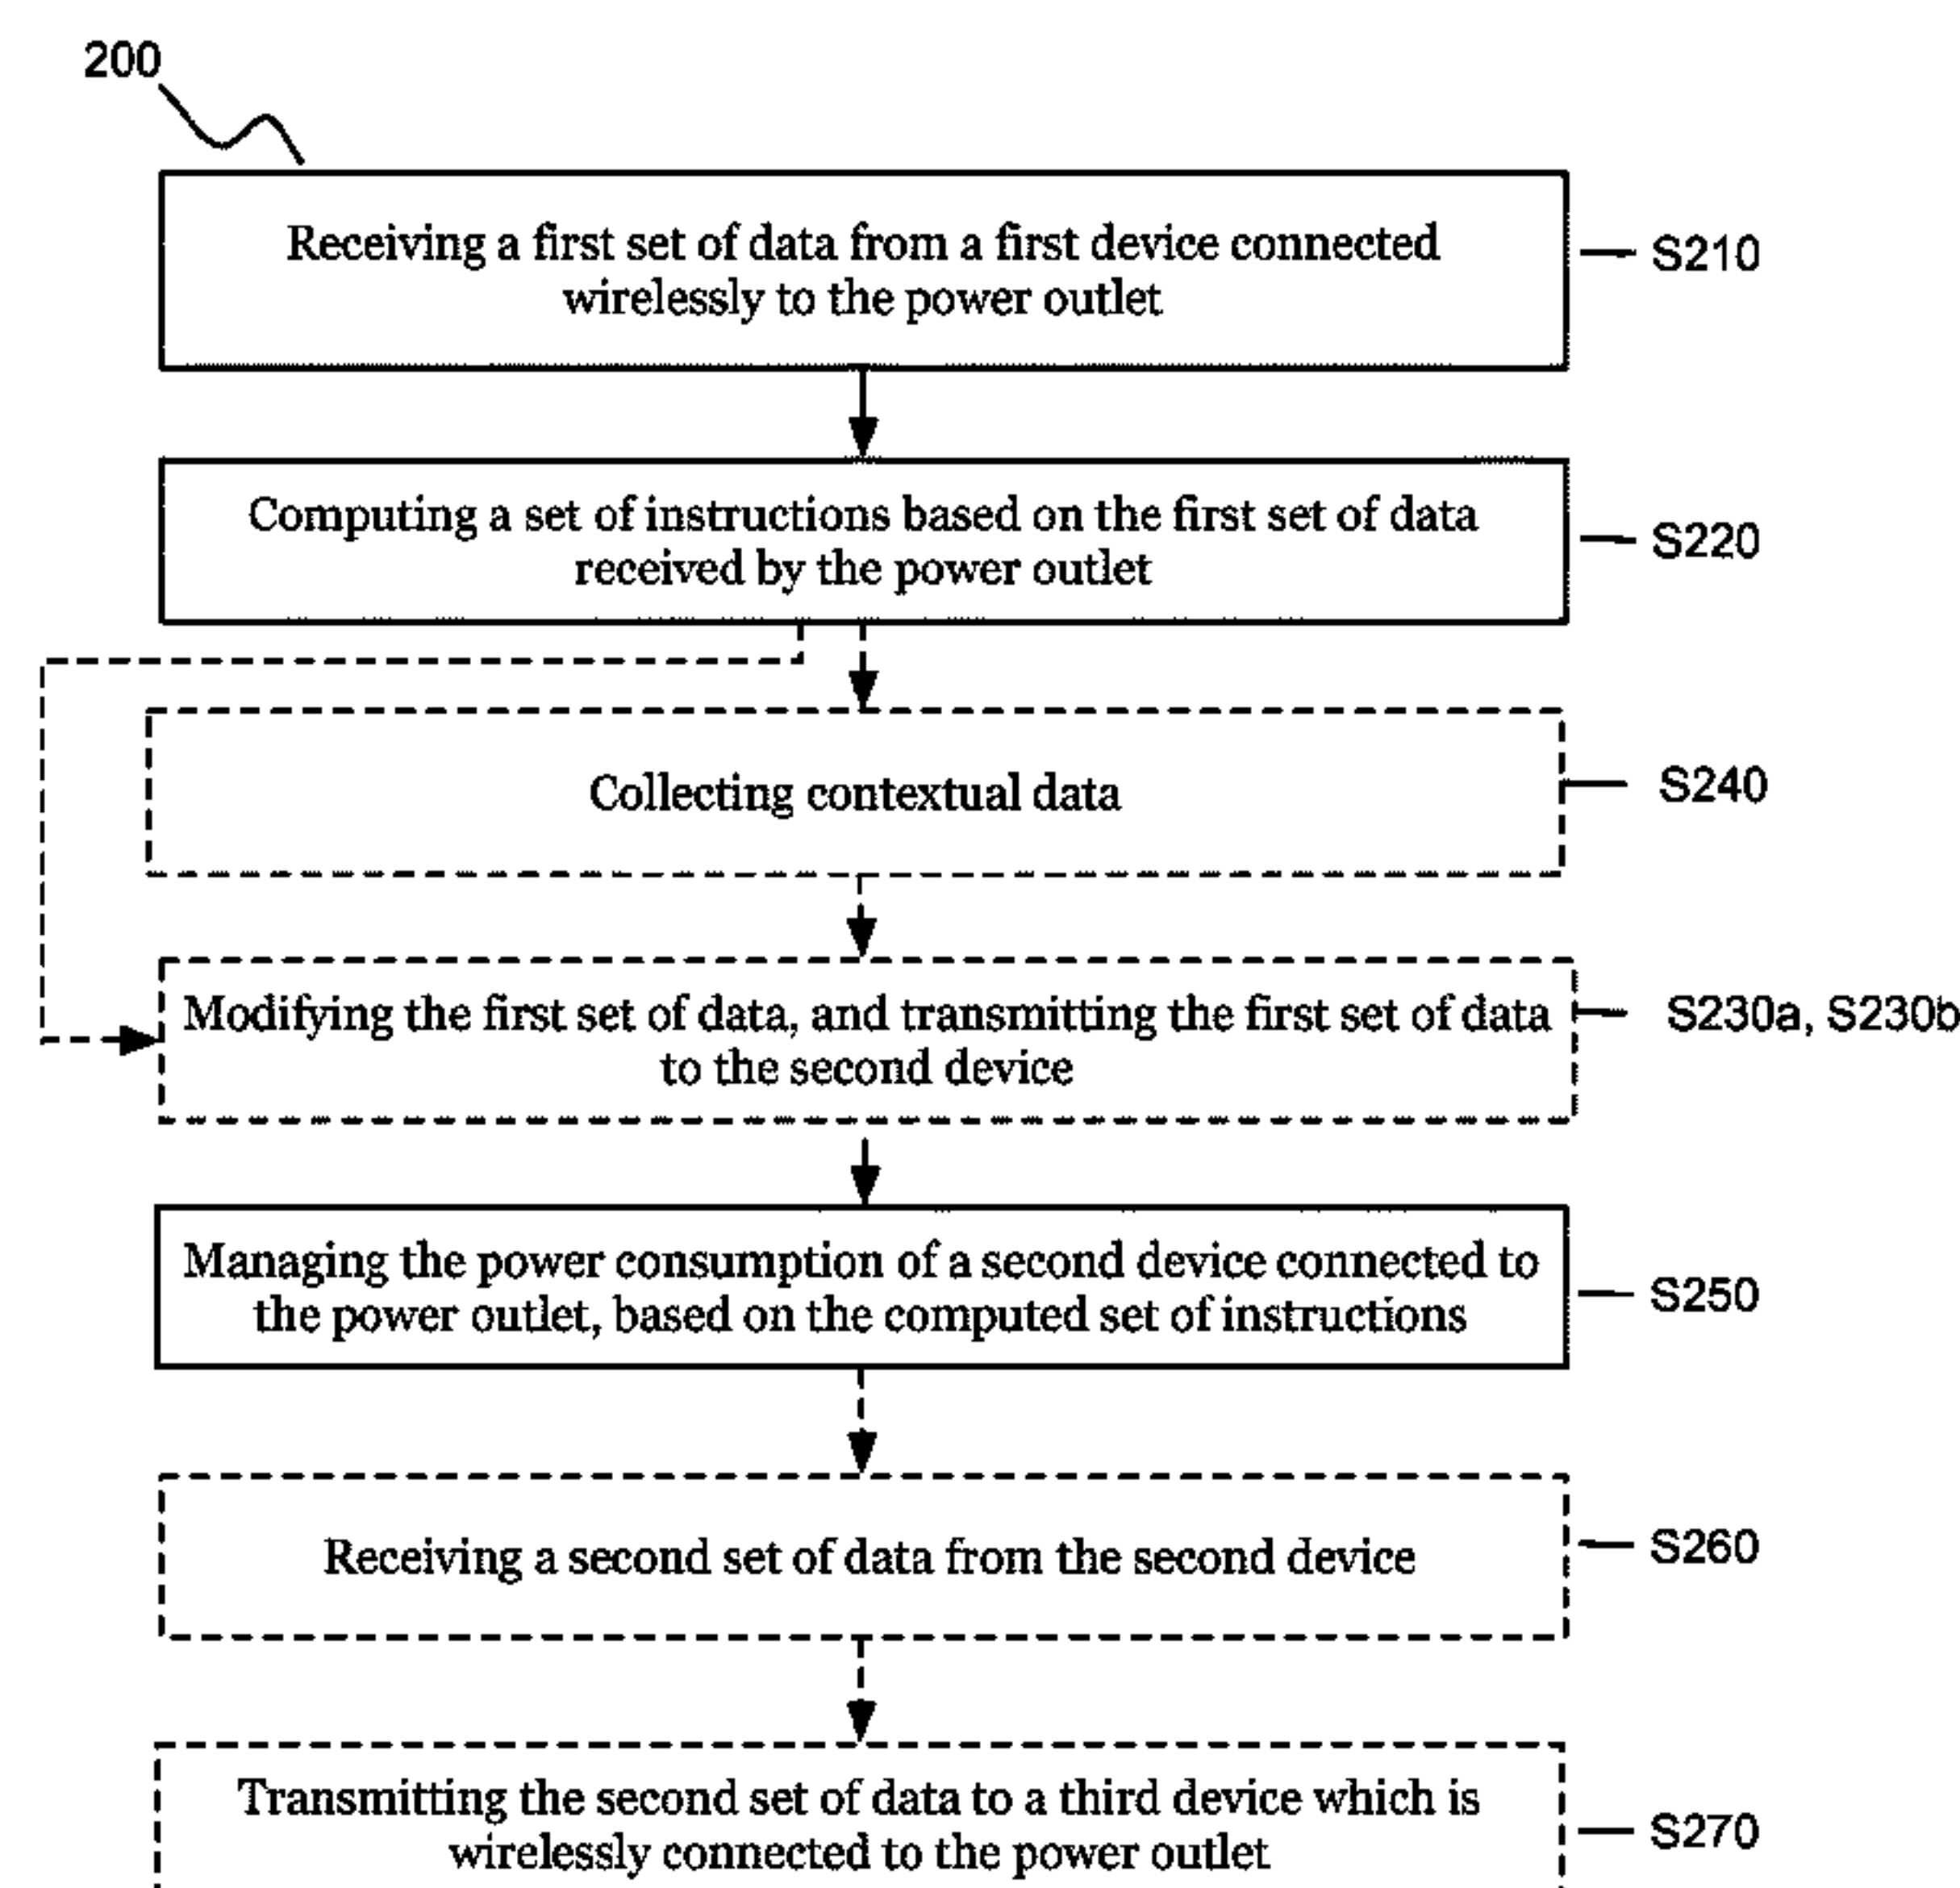 200
Receiving a first set of data from a first device connected
wirelessly to the power outlet
S210
Computing a set of instructions based on the first set of data
received by the power outlet
S220
Collecting contextual data
S240
Modifying the first set of data, and transmitting the first set of data
to the second device
S230a, S230b
Managing the power consumption of a second device connected to
the power outlet, based on the computed set of instructions
S250
Receiving a second set of data from the second device
S260
Transmitting the second set of data to a third device which is
wirelessly connected to the power outlet
S270